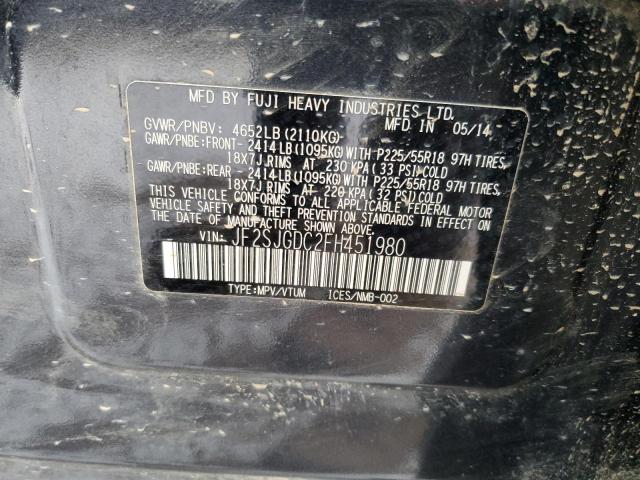 MFD BY FUJI HEAVY INDUSTRIES LTD.
GVWR/PNBV: 4652LB(2110KG) MFD IN 05/14
GAWR/PNBE:FRONT- 2414LB(1095KG)WITH P225/55R18 97H TIRES,
18X7J RIMS AT 230 KPA(33 PSI)COLD
GAWR/PNBE:REAR - 2414LB(1095KG)WITH P225/55R18 97H TIRES,
18X7J RIMS AT 220 KPA(32 PSI)COLD
THIS VEHICLE CONFORMS TO ALL APPLICABLE FEDERAL MOTOR
VEHICLE SAFETY AND THEFT PREVENTION STANDARDS IN EFFECT ON
THE DATE OF MANUFACTURE SHOWN ABOVE.
VIN: JF2SJGDC2FH451980
TYPE:MPV/VTUM ICES/NMB-002